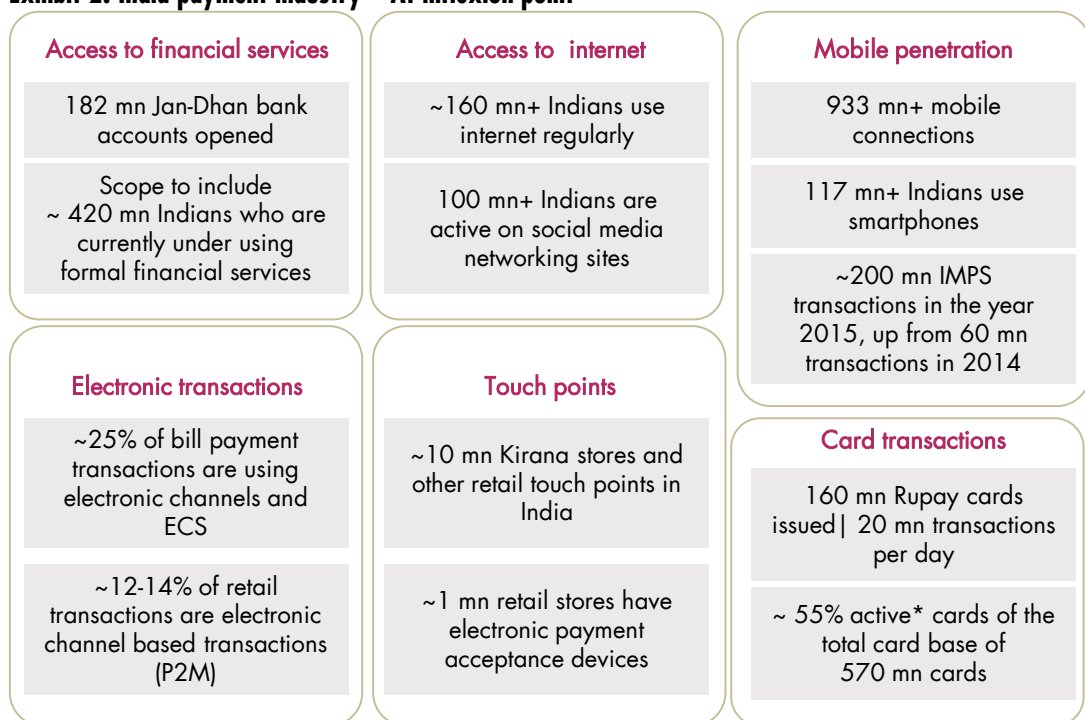 Access to financial services
182 mn Jan-Dhan bank
accounts opened
Scope to include
~ 420 mn Indians who are
currently under using
formal financial services
Access to internet
~160 mn+ Indians use
internet regularly
100 mn+ Indians are
active on social media
networking sites
Mobile penetration
933 mn+ mobile
connections
117 mn+ Indians use
smartphones
~200 mn IMPS
transactions in the year
2015, up from 60 mn
transactions in 2014
Electronic transactions
~25% of bill payment
transactions are using
electronic channels and
ECS
~12-14% of retail
transactions are electronic
channel based transactions
(P2M)
Touch points
~10 mn Kirana stores and
other retail touch points in
India
~1 mn retail stores have
electronic payment
acceptance devices
Card transactions
160 mn Rupay cards
issued| 20 mn transactions
per day
~ 55% active* cards of the
total card base of
570 mn cards